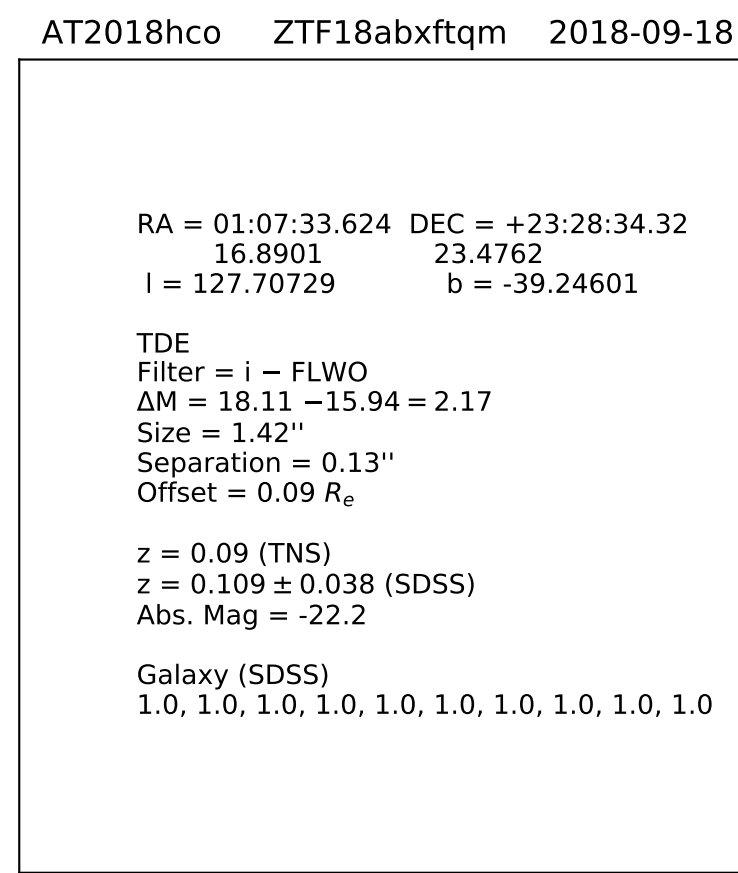 AT2018hco ZTF18abxftqm 2018-09-18
RA = 01:07:33.624 DEC = +23:28:34.32
16.8901 23.4762
l = 127.70729 b = -39.24601
TDE
Filter = i − FLWO
ΔM = 18.11 −15.94 = 2.17
Size = 1.42''
Separation = 0.13''
Offset = 0.09 Rₑ
z = 0.09 (TNS)
z = 0.109 ± 0.038 (SDSS)
Abs. Mag = -22.2
Galaxy (SDSS)
1.0, 1.0, 1.0, 1.0, 1.0, 1.0, 1.0, 1.0, 1.0, 1.0